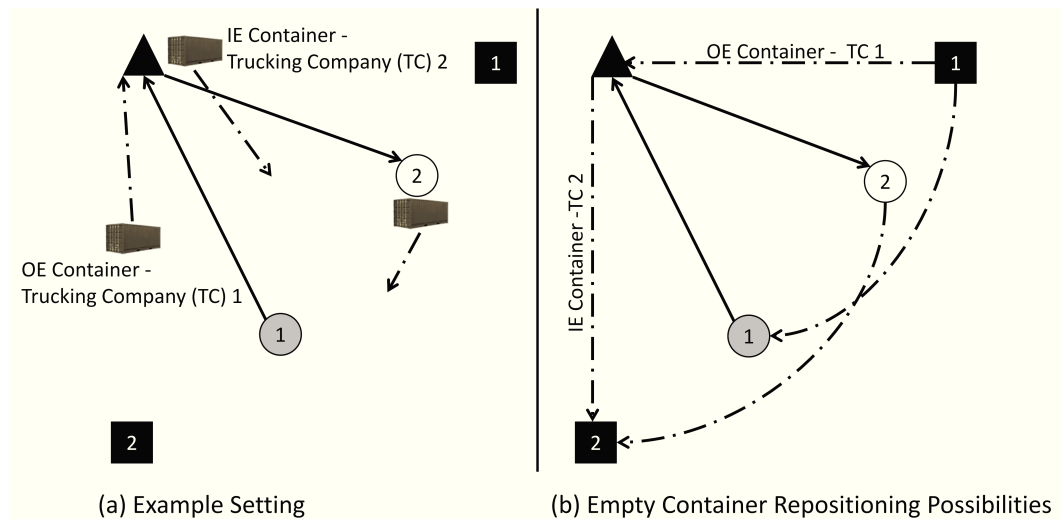 IE Container -
Trucking Company (TC) 2
1
2
OE Container -
Trucking Company (TC) 1
1
2
(a) Example Setting
OE Container - TC 1
1
2
IE Container -TC 2
1
2
(b) Empty Container Repositioning Possibilities